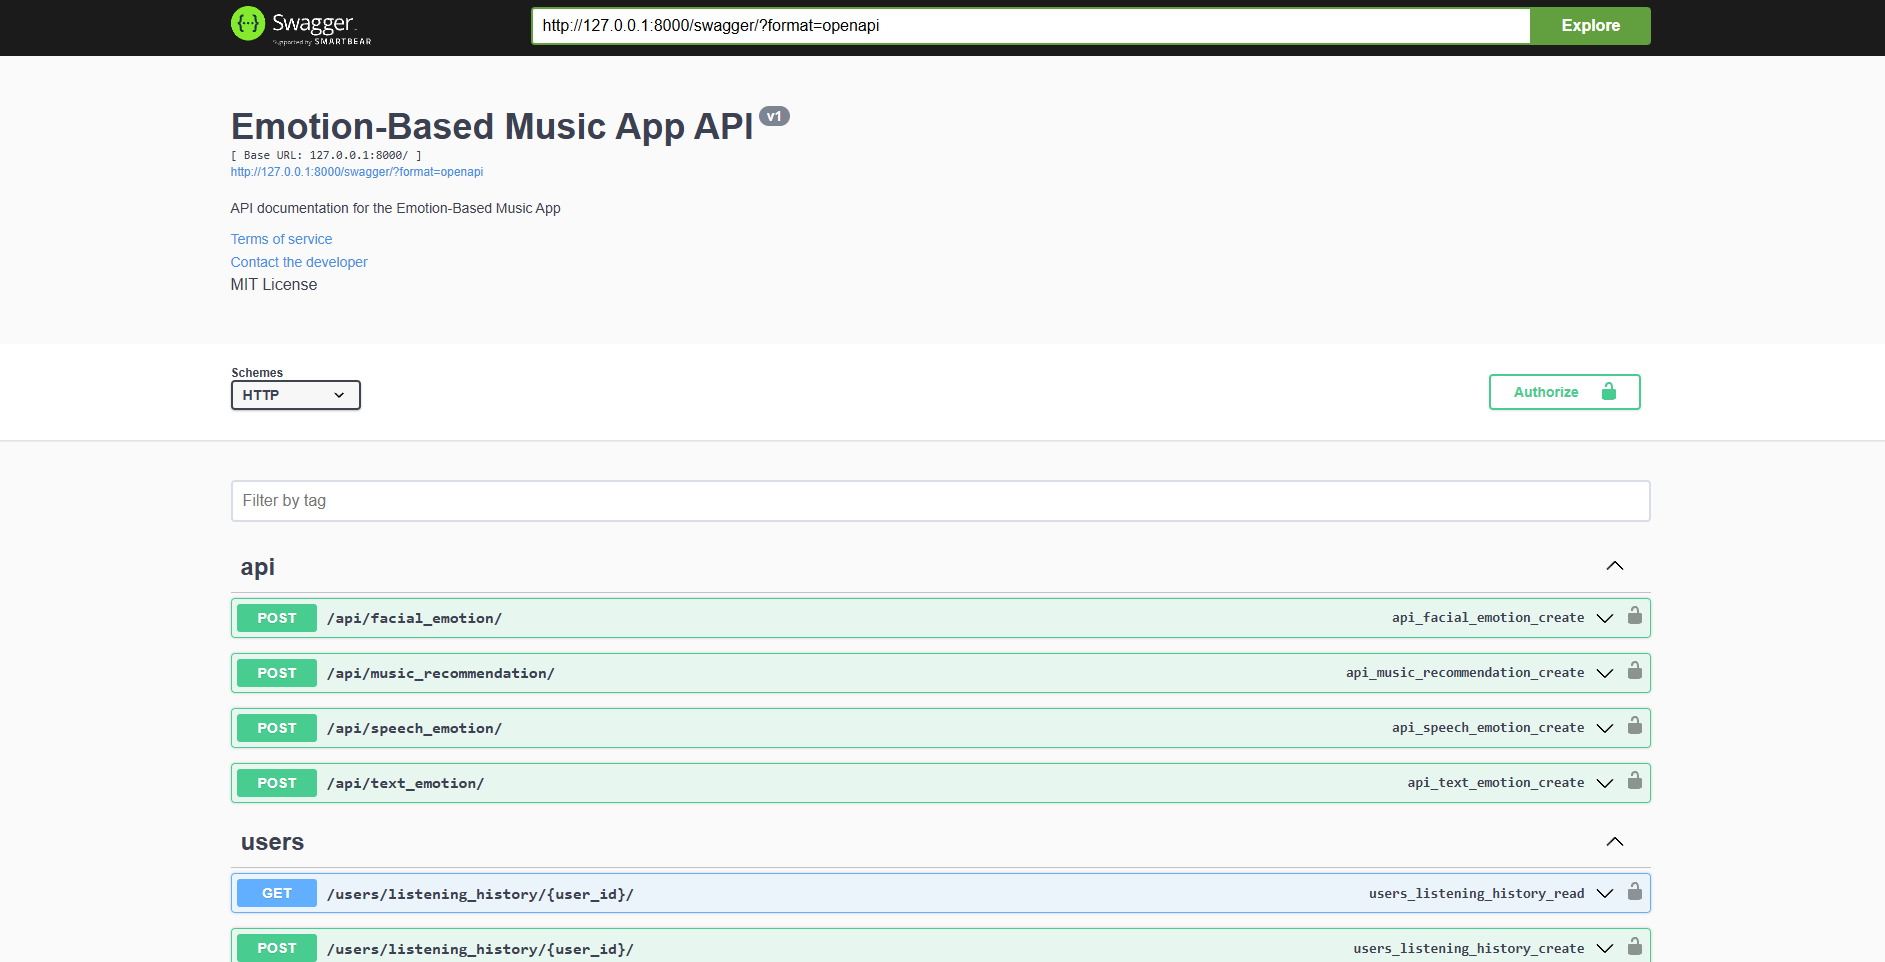 {···} Swagger.
Supported by SMARTBEAR
http://127.0.0.1:8000/swagger/?format=openapi
Explore
Emotion-Based Music App API v1
[ Base URL: 127.0.0.1:8000/ ]
http://127.0.0.1:8000/swagger/?format=openapi
API documentation for the Emotion-Based Music App
Terms of service
Contact the developer
MIT License
Schemes
HTTP
Authorize
Filter by tag
api
POST /api/facial_emotion/ api_facial_emotion_create
POST /api/music_recommendation/ api_music_recommendation_create
POST /api/speech_emotion/ api_speech_emotion_create
POST /api/text_emotion/ api_text_emotion_create
users
GET /users/listening_history/{user_id}/ users_listening_history_read
POST /users/listening_history/{user_id}/ users_listening_history_create